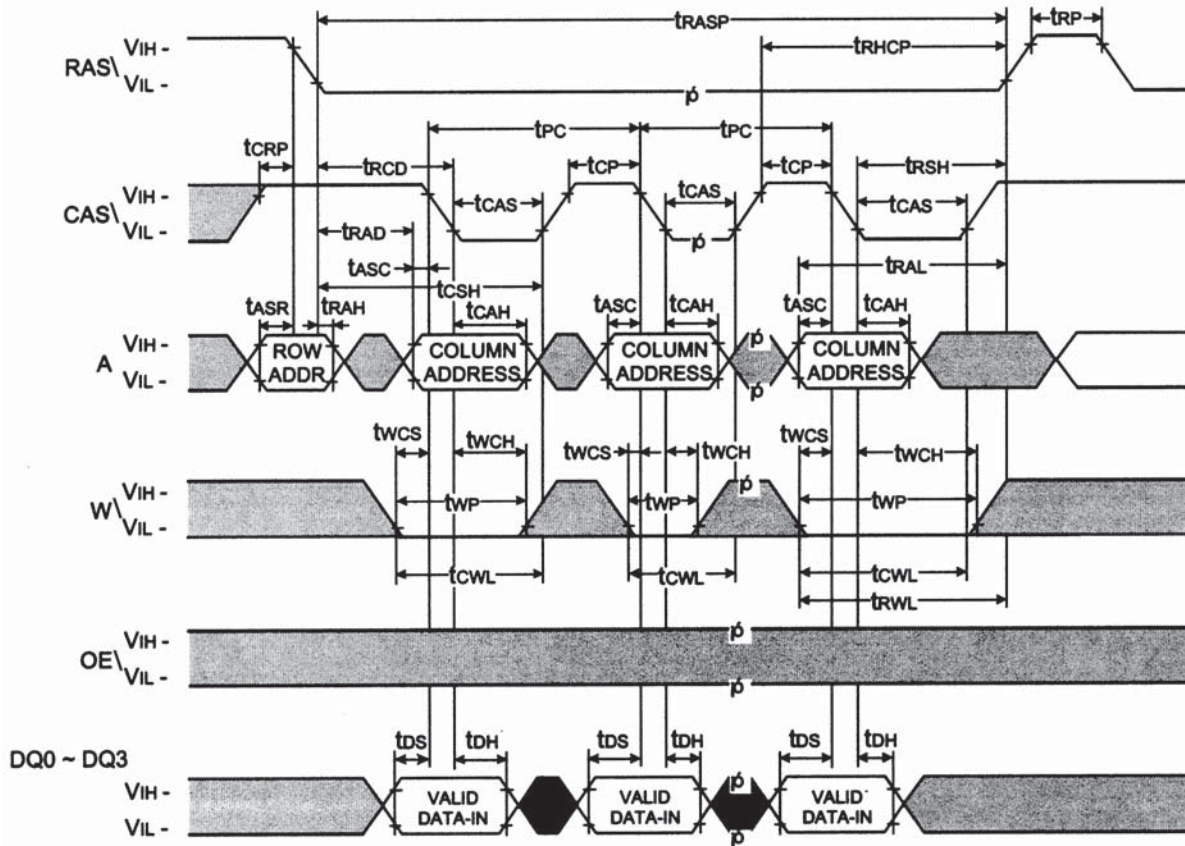 tRASP
tRP
tRHCP
RAS\
VIH -
VIL -
tPC
tPC
tCRP
tRCD
tCP
tCP
tRSH
CAS\
VIH -
VIL -
tCAS
tCAS
tCAS
tRAD
tASC
tCSH
tRAL
tASR
tRAH
tCAH
tASC
tCAH
tASC
tCAH
A
VIH -
VIL -
ROW
ADDR
COLUMN
ADDRESS
COLUMN
ADDRESS
COLUMN
ADDRESS
tWCS
tWCH
tWCS
tWCH
tWCS
tWCH
W\
VIH -
VIL -
tWP
tWP
tWP
tCWL
tCWL
tCWL
tRWL
OE\
VIH -
VIL -
tDS
tDH
tDS
tDH
tDS
tDH
DQ0 ~ DQ3
VIH -
VIL -
VALID
DATA-IN
VALID
DATA-IN
VALID
DATA-IN